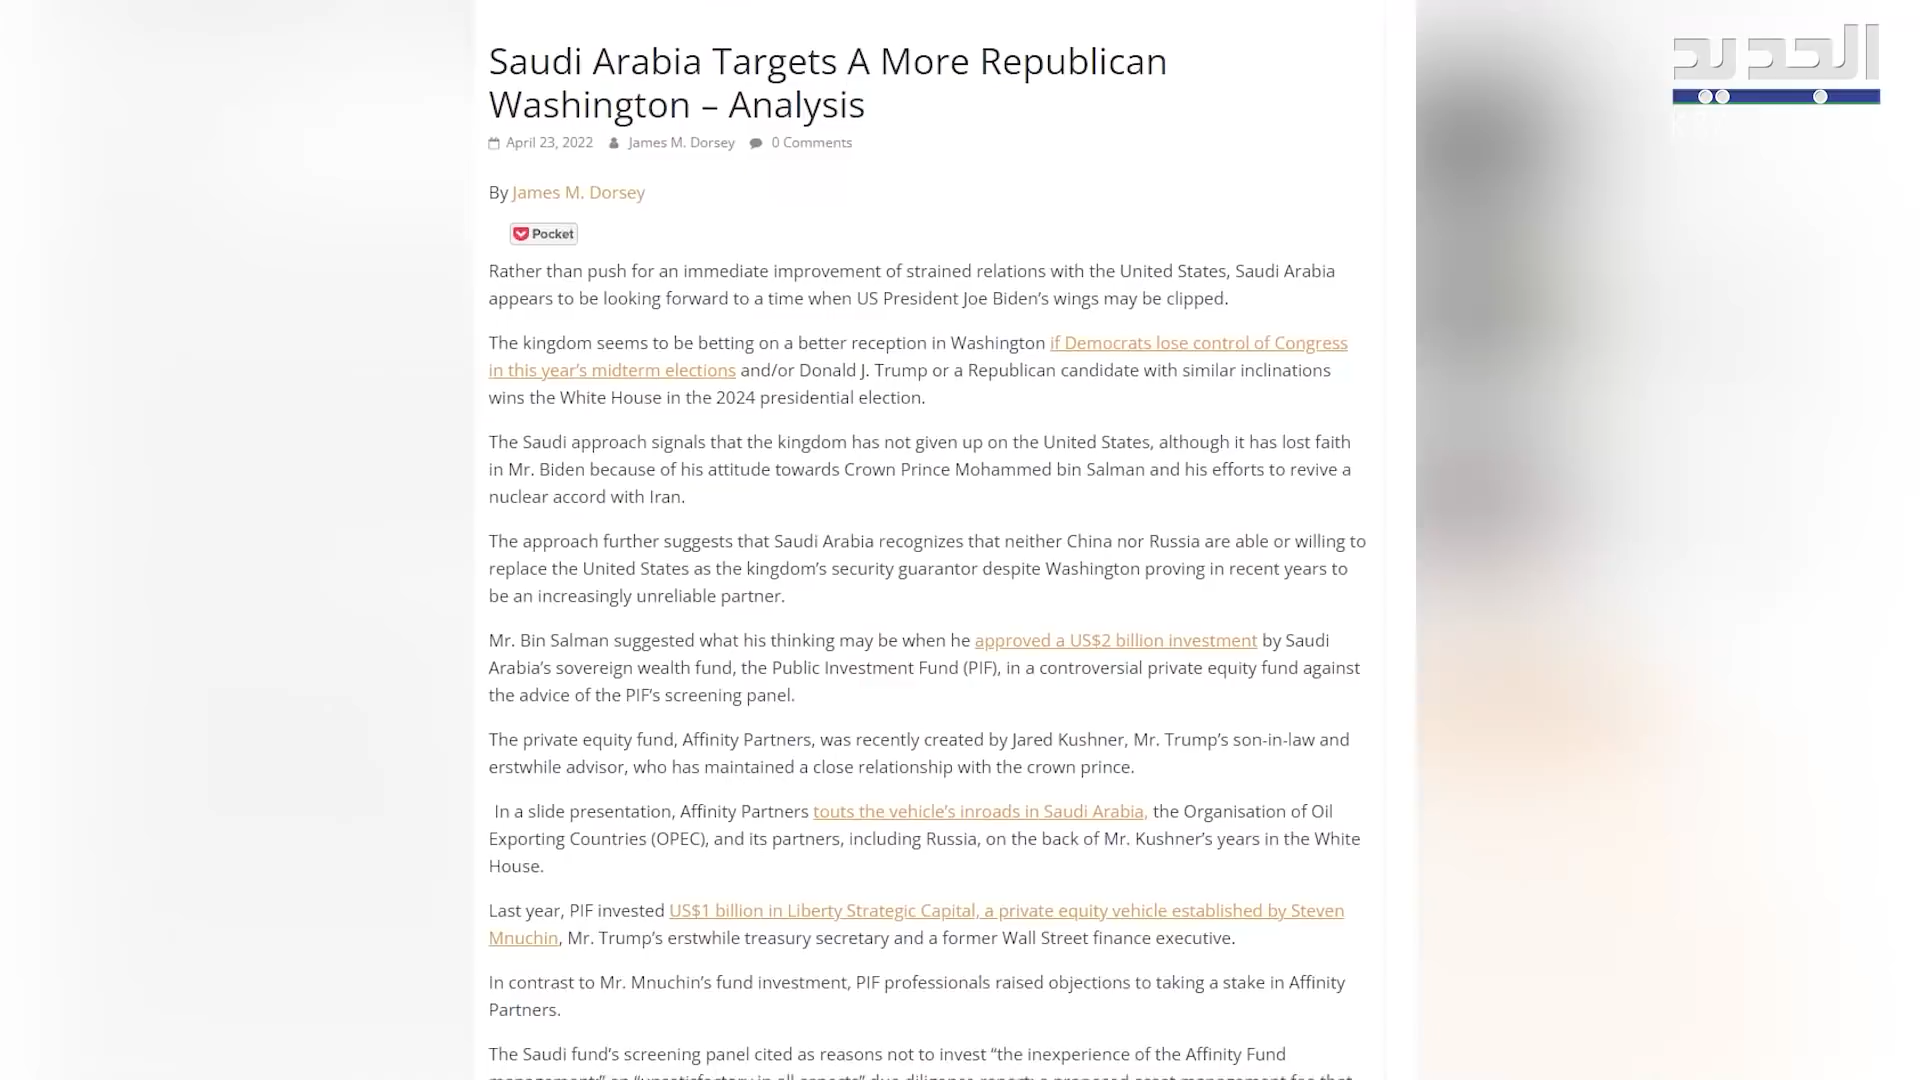 Saudi Arabia Targets A More Republican
Washington – Analysis
April 23, 2022 James M. Dorsey 0 Comments
الجديد
By James M. Dorsey
Pocket
Rather than push for an immediate improvement of strained relations with the United States, Saudi Arabia
appears to be looking forward to a time when US President Joe Biden’s wings may be clipped.
The kingdom seems to be betting on a better reception in Washington if Democrats lose control of Congress
in this year’s midterm elections and/or Donald J. Trump or a Republican candidate with similar inclinations
wins the White House in the 2024 presidential election.
The Saudi approach signals that the kingdom has not given up on the United States, although it has lost faith
in Mr. Biden because of his attitude towards Crown Prince Mohammed bin Salman and his efforts to revive a
nuclear accord with Iran.
The approach further suggests that Saudi Arabia recognizes that neither China nor Russia are able or willing to
replace the United States as the kingdom’s security guarantor despite Washington proving in recent years to
be an increasingly unreliable partner.
Mr. Bin Salman suggested what his thinking may be when he approved a US$2 billion investment by Saudi
Arabia’s sovereign wealth fund, the Public Investment Fund (PIF), in a controversial private equity fund against
the advice of the PIF’s screening panel.
The private equity fund, Affinity Partners, was recently created by Jared Kushner, Mr. Trump’s son-in-law and
erstwhile advisor, who has maintained a close relationship with the crown prince.
In a slide presentation, Affinity Partners touts the vehicle’s inroads in Saudi Arabia, the Organisation of Oil
Exporting Countries (OPEC), and its partners, including Russia, on the back of Mr. Kushner’s years in the White
House.
Last year, PIF invested US$1 billion in Liberty Strategic Capital, a private equity vehicle established by Steven
Mnuchin, Mr. Trump’s erstwhile treasury secretary and a former Wall Street finance executive.
In contrast to Mr. Mnuchin’s fund investment, PIF professionals raised objections to taking a stake in Affinity
Partners.
The Saudi fund’s screening panel cited as reasons not to invest “the inexperience of the Affinity Fund